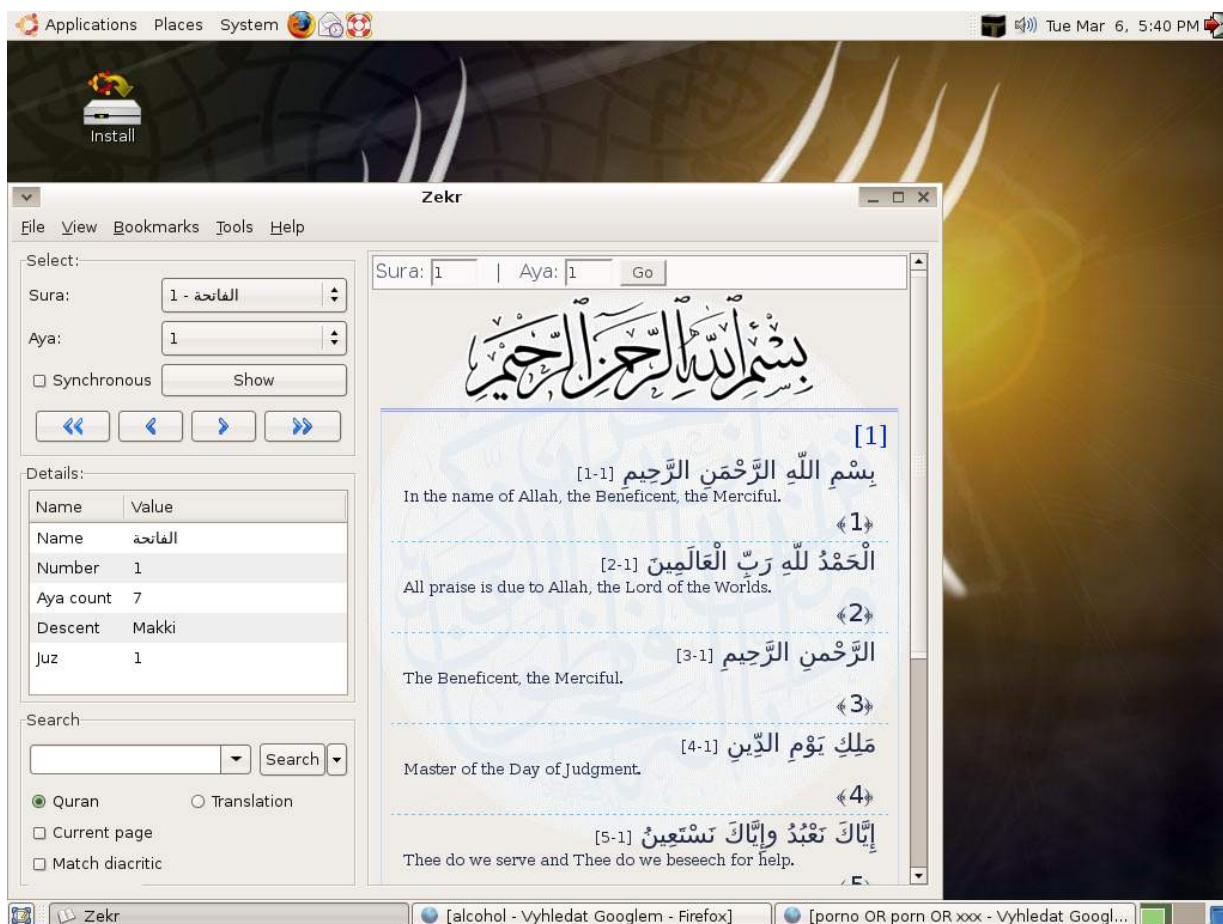 Applications Places System
Tue Mar 6, 5:40 PM
Install
Zekr
File View Bookmarks Tools Help
Select:
Sura: 1 - الفاتحة
Aya: 1
Synchronous Show
Details:
Name Value
Name الفاتحة
Number 1
Aya count 7
Descent Makki
Juz 1
Search
Search
Quran Translation
Current page
Match diacritic
Sura: 1 | Aya: 1 Go
بِسْمِ اللَّهِ الرَّحْمَنِ الرَّحِيمِ
[1]
بِسْمِ اللّهِ الرَّحْمَنِ الرَّحِيمِ [1-1]
In the name of Allah, the Beneficent, the Merciful.
﴿1﴾
الْحَمْدُ للّهِ رَبِّ الْعَالَمِينَ [2-1]
All praise is due to Allah, the Lord of the Worlds.
﴿2﴾
الرَّحْمنِ الرَّحِيمِ [3-1]
The Beneficent, the Merciful.
﴿3﴾
مَلِكِ يَوْمِ الدِّينِ [4-1]
Master of the Day of Judgment.
﴿4﴾
إِيَّاكَ نَعْبُدُ وإِيَّاكَ نَسْتَعِينُ [5-1]
Thee do we serve and Thee do we beseech for help.
﴿5﴾
Zekr
[alcohol - Vyhledat Googlem - Firefox]
[porno OR porn OR xxx - Vyhledat Googl...